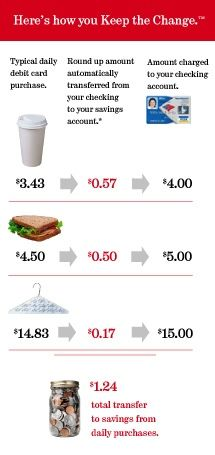 Here's how you Keep the Change.™
Typical daily
debit card
purchase.
Round up amount
automatically
transferred from
your checking
to your savings
account.*
Amount charged
to your checking
account.
$3.43 $0.57 $4.00
$4.50 $0.50 $5.00
$14.83 $0.17 $15.00
$1.24
total transfer
to savings from
daily purchases.